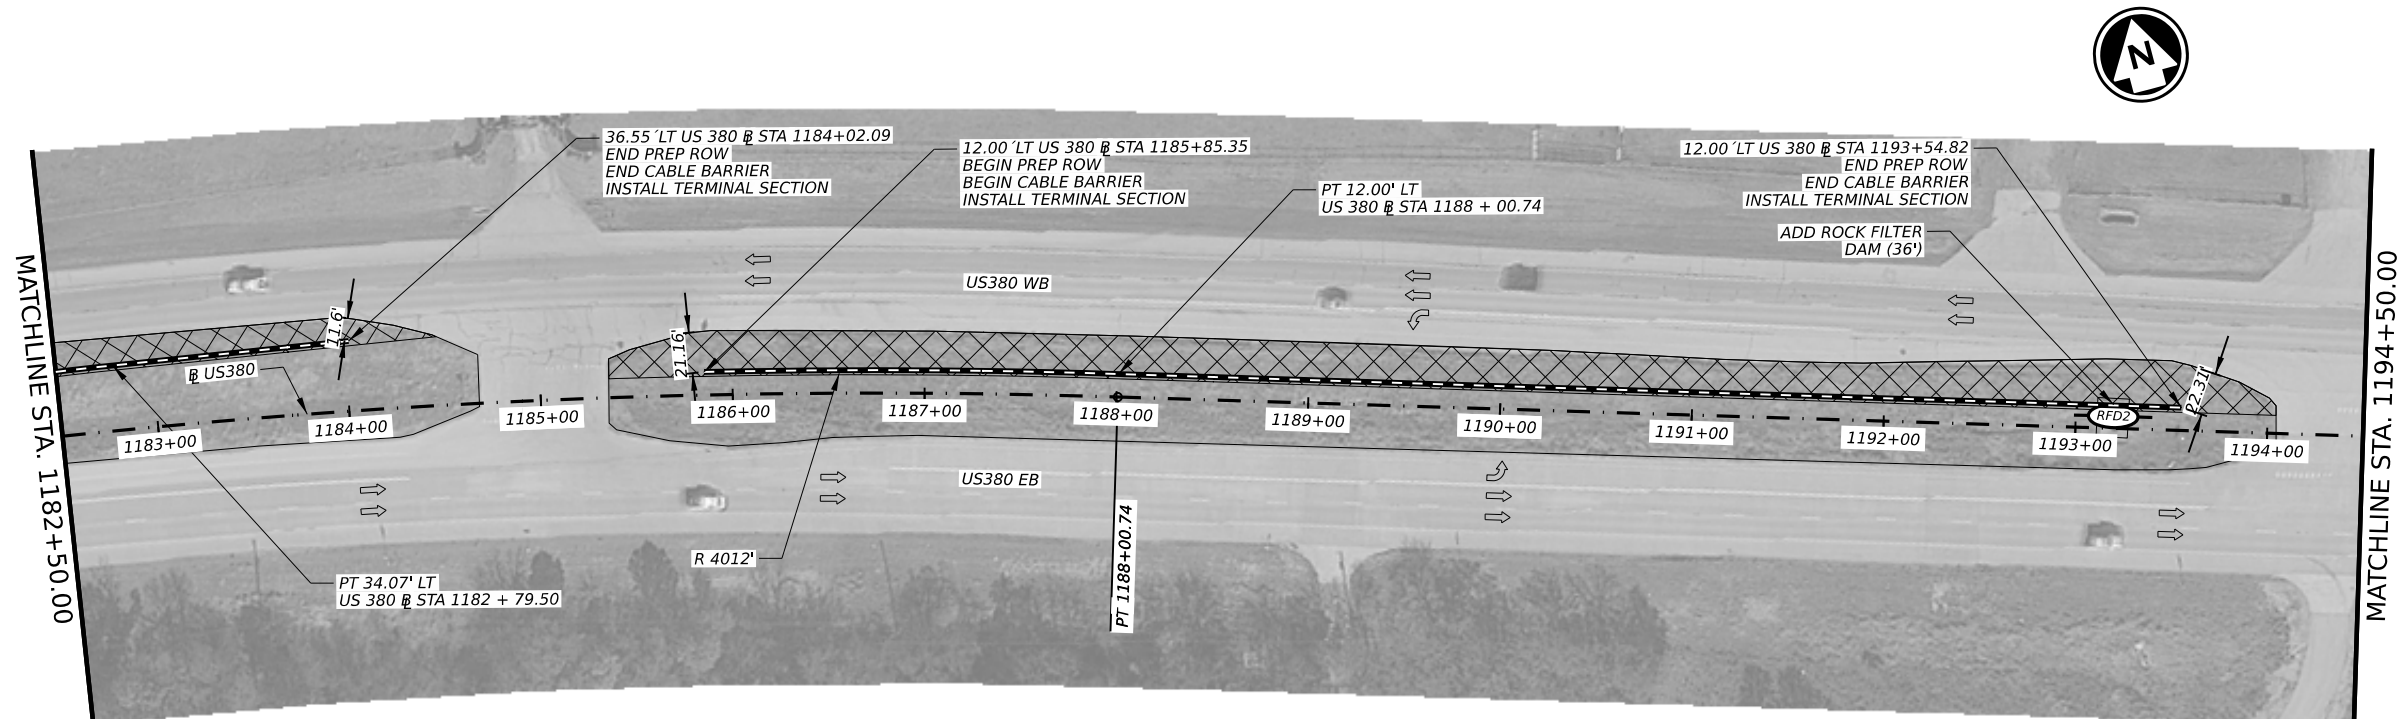 N
36.55´LT US 380 ⅊ STA 1184+02.09
END PREP ROW
END CABLE BARRIER
INSTALL TERMINAL SECTION
12.00´LT US 380 ⅊ STA 1185+85.35
BEGIN PREP ROW
BEGIN CABLE BARRIER
INSTALL TERMINAL SECTION
PT 12.00' LT
US 380 ⅊ STA 1188 + 00.74
12.00´LT US 380 ⅊ STA 1193+54.82
END PREP ROW
END CABLE BARRIER
INSTALL TERMINAL SECTION
ADD ROCK FILTER
DAM (36')
MATCHLINE STA. 1182+50.00
US380 WB
11.6'
21.16'
22.31'
⅊ US380
1183+00
1184+00
1185+00
1186+00
1187+00
1188+00
1189+00
1190+00
1191+00
1192+00
1193+00
1194+00
RFD2
US380 EB
R 4012'
PT 1188+00.74
PT 34.07' LT
US 380 ⅊ STA 1182 + 79.50
MATCHLINE STA. 1194+50.00